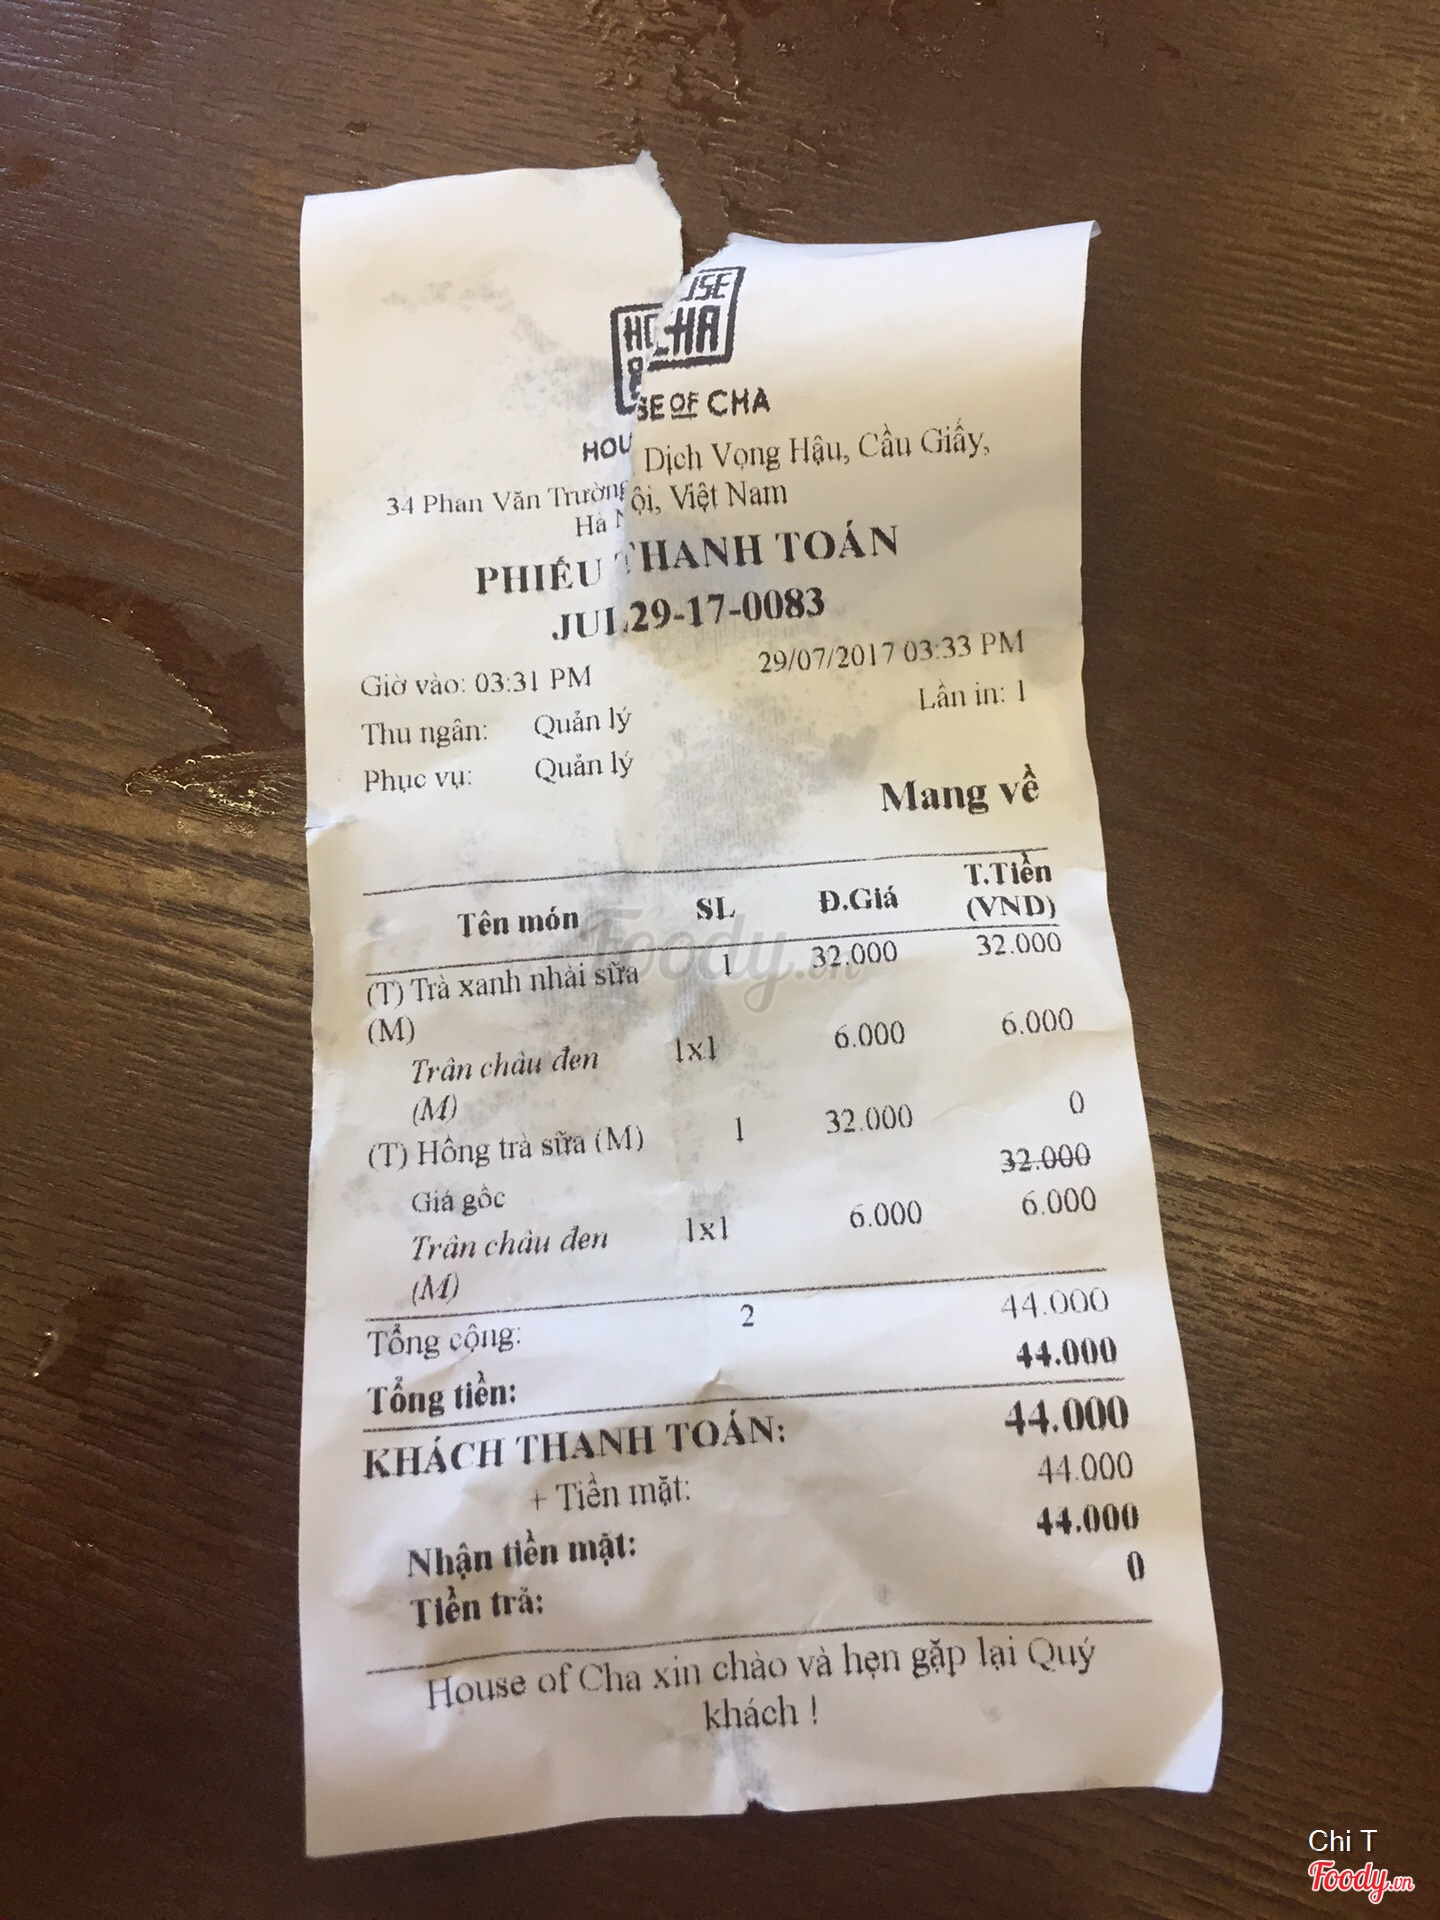 HOUSE
CHA
HOUSE OF CHA
34 Phan Văn Trường Dịch Vọng Hậu, Cầu Giấy,
Hà Nội, Việt Nam
PHIẾU THANH TOÁN
JUL29-17-0083
29/07/2017 03:33 PM
Giờ vào: 03:31 PM
Lần in: 1
Thu ngân: Quản lý
Phục vụ: Quản lý
Mang về
Tên món SL Đ.Giá T.Tiền
(VND)
(T) Trà xanh nhài sữa 1 32.000 32.000
(M)
Trân châu đen 1x1 6.000 6.000
(M)
(T) Hồng trà sữa (M) 1 32.000 0
Giá gốc 32.000
Trân châu đen 1x1 6.000 6.000
(M)
Tổng cộng: 2 44.000
Tổng tiền: 44.000
KHÁCH THANH TOÁN: 44.000
+ Tiền mặt: 44.000
Nhận tiền mặt: 44.000
Tiền trả: 0
House of Cha xin chào và hẹn gặp lại Quý
khách !
Foody.vn
Chi T
Foody.vn